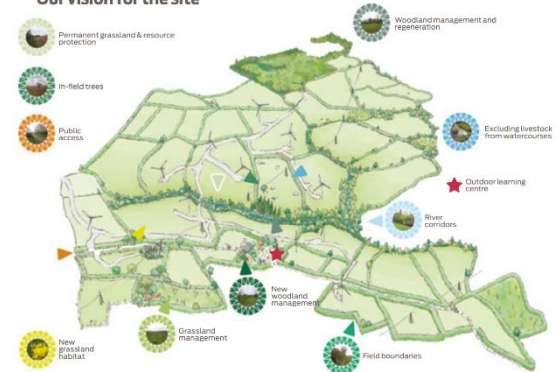 Our vision for the site
Woodland management and
regeneration
Permanent grassland & resource
protection
In-field trees
Public
access
Excluding livestock
from watercourses
Outdoor learning
centre
River
corridors
New
woodland
management
Grassland
management
New
grassland
habitat
Field boundaries